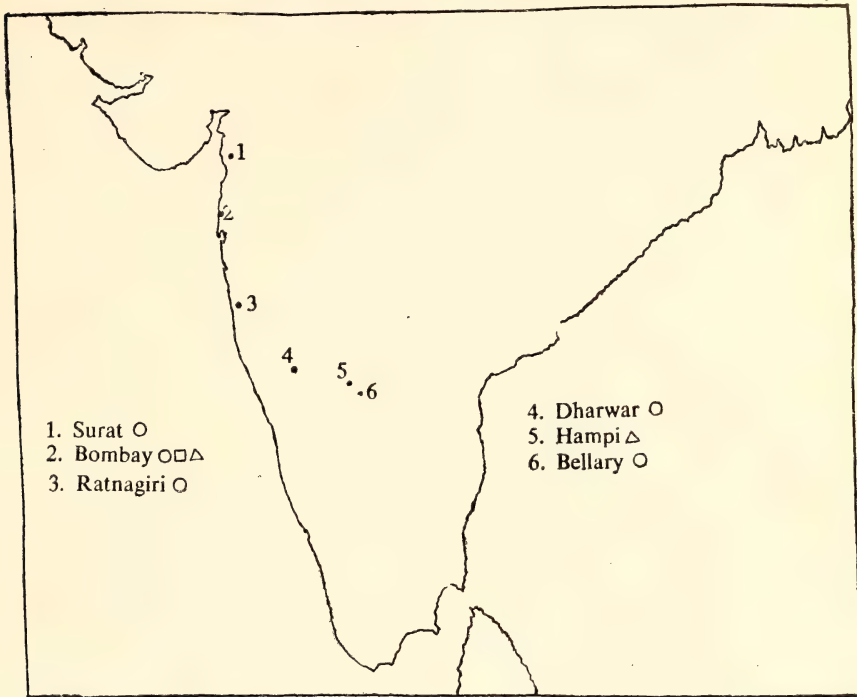 1
2
3
4
5
6
1. Surat ○
2. Bombay ○□△
3. Ratnagiri ○
4. Dharwar ○
5. Hampi △
6. Bellary ○